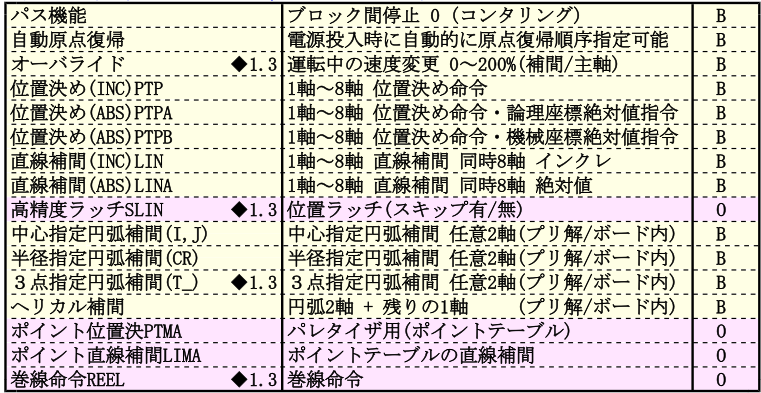 パス機能 ブロック間停止 0 (コンタリング) B
自動原点復帰 電源投入時に自動的に原点復帰順序指定可能 B
オーバライド ◆1.3 運転中の速度変更 0～200%(補間/主軸) B
位置決め(INC)PTP 1軸～8軸 位置決め命令 B
位置決め(ABS)PTPA 1軸～8軸 位置決め命令・論理座標絶対値指令 B
位置決め(ABS)PTPB 1軸～8軸 位置決め命令・機械座標絶対値指令 B
直線補間(INC)LIN 1軸～8軸 直線補間 同時8軸 インクレ B
直線補間(ABS)LINA 1軸～8軸 直線補間 同時8軸 絶対値 B
高精度ラッチSLIN ◆1.3 位置ラッチ(スキップ有/無) O
中心指定円弧補間(I,J) 中心指定円弧補間 任意2軸(プリ解/ボード内) B
半径指定円弧補間(CR) 半径指定円弧補間 任意2軸(プリ解/ボード内) B
３点指定円弧補間(T_) ◆1.3 ３点指定円弧補間 任意2軸(プリ解/ボード内) B
ヘリカル補間 円弧2軸 + 残りの1軸 (プリ解/ボード内) B
ポイント位置決PTMA パレタイザ用(ポイントテーブル) O
ポイント直線補間LIMA ポイントテーブルの直線補間 O
巻線命令REEL ◆1.3 巻線命令 O